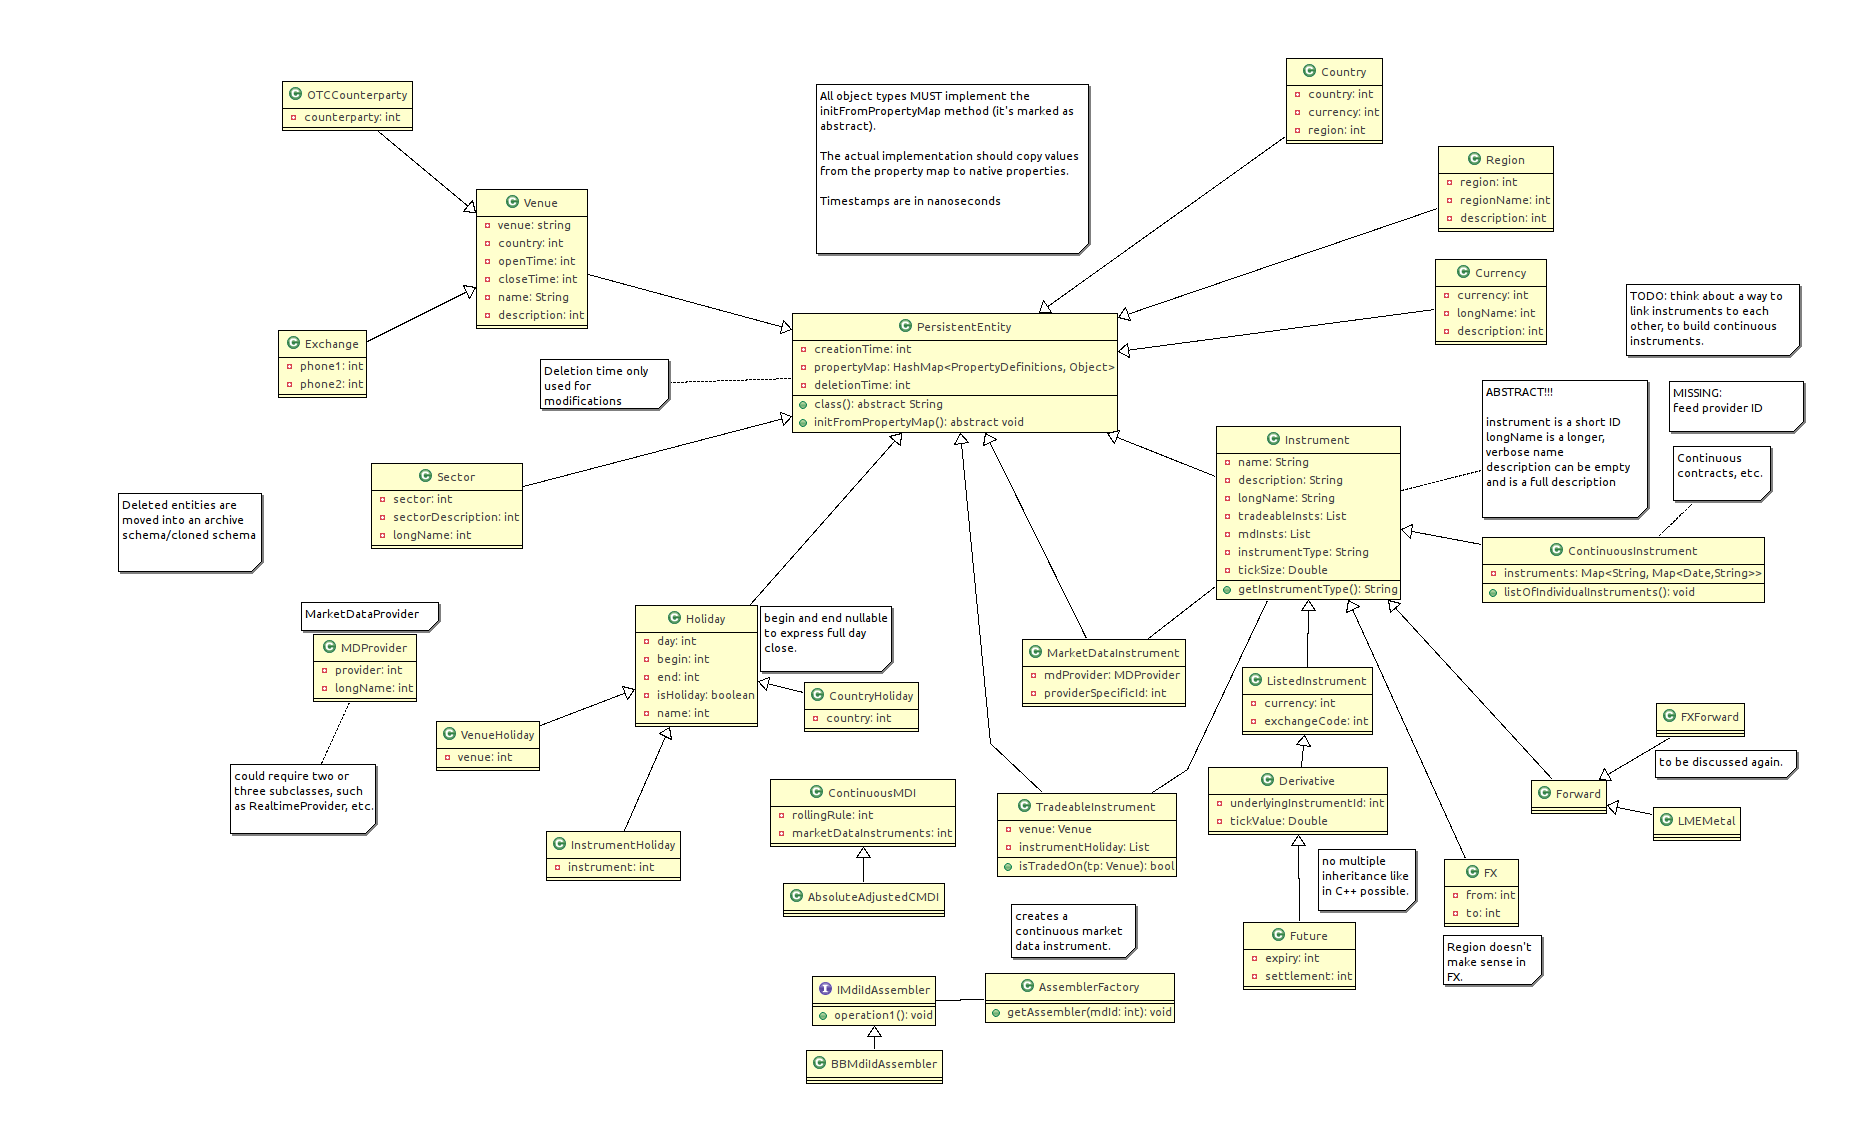 OTCCounterparty
counterparty: int
Venue
venue: string
country: int
openTime: int
closeTime: int
name: String
description: int
Exchange
phone1: int
phone2: int
All object types MUST implement the
initFromPropertyMap method (it's marked as
abstract).
The actual implementation should copy values
from the property map to native properties.
Timestamps are in nanoseconds
Country
country: int
currency: int
region: int
Region
region: int
regionName: int
description: int
Currency
currency: int
longName: int
description: int
TODO: think about a way to
link instruments to each
other, to build continuous
instruments.
PersistentEntity
creationTime: int
propertyMap: HashMap<PropertyDefinitions, Object>
deletionTime: int
class(): abstract String
initFromPropertyMap(): abstract void
Deletion time only
used for
modifications
ABSTRACT!!!
instrument is a short ID
longName is a longer,
verbose name
description can be empty
and is a full description
MISSING:
feed provider ID
Continuous
contracts, etc.
Instrument
name: String
description: String
longName: String
tradeableInsts: List
mdInsts: List
instrumentType: String
tickSize: Double
getInstrumentType(): String
Sector
sector: int
sectorDescription: int
longName: int
Deleted entities are
moved into an archive
schema/cloned schema
ContinuousInstrument
instruments: Map<String, Map<Date,String>>
listOfIndividualInstruments(): void
MarketDataProvider
MDProvider
provider: int
longName: int
could require two or
three subclasses, such
as RealtimeProvider, etc.
Holiday
day: int
begin: int
end: int
isHoliday: boolean
name: int
begin and end nullable
to express full day
close.
CountryHoliday
country: int
VenueHoliday
venue: int
InstrumentHoliday
instrument: int
MarketDataInstrument
mdProvider: MDProvider
providerSpecificId: int
ListedInstrument
currency: int
exchangeCode: int
FXForward
to be discussed again.
Forward
LMEMetal
Derivative
underlyingInstrumentId: int
tickValue: Double
ContinuousMDI
rollingRule: int
marketDataInstruments: int
AbsoluteAdjustedCMDI
TradeableInstrument
venue: Venue
instrumentHoliday: List
isTradedOn(tp: Venue): bool
no multiple
inheritance like
in C++ possible.
FX
from: int
to: int
Region doesn't
make sense in
FX.
creates a
continuous market
data instrument.
Future
expiry: int
settlement: int
IMdiIdAssembler
operation1(): void
AssemblerFactory
getAssembler(mdId: int): void
BBMdiIdAssembler